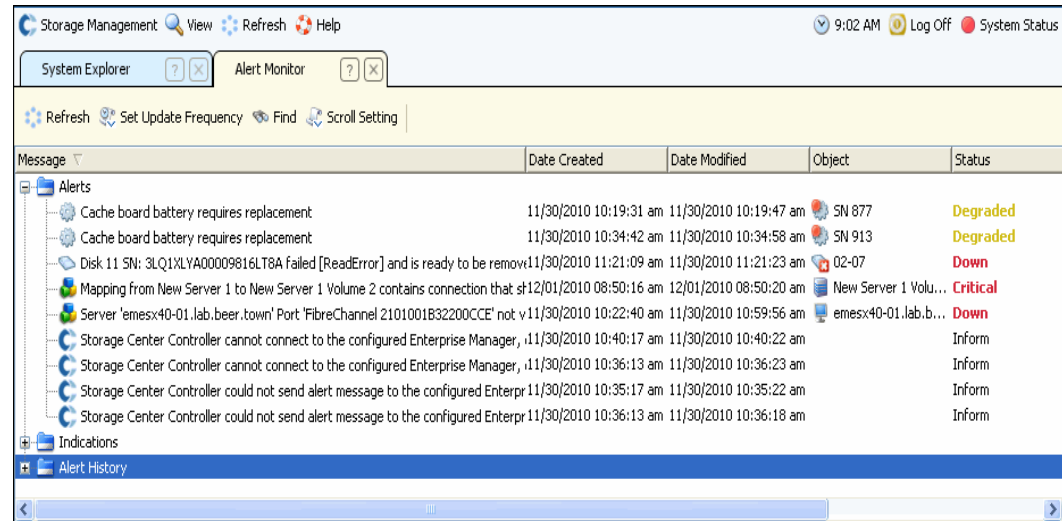 Storage Management View Refresh Help 9:02 AM Log Off System Status
System Explorer ? X Alert Monitor ? X
Refresh Set Update Frequency Find Scroll Setting
Message Date Created Date Modified Object Status
Alerts
Cache board battery requires replacement 11/30/2010 10:19:31 am 11/30/2010 10:19:47 am SN 877 Degraded
Cache board battery requires replacement 11/30/2010 10:34:42 am 11/30/2010 10:34:58 am SN 913 Degraded
Disk 11 SN: 3LQ1XLYA00009816LT8A failed [ReadError] and is ready to be remov 11/30/2010 11:21:09 am 11/30/2010 11:21:23 am 02-07 Down
Mapping from New Server 1 to New Server 1 Volume 2 contains connection that st 12/01/2010 08:50:16 am 12/01/2010 08:50:20 am New Server 1 Volu... Critical
Server 'emesx40-01.lab.beer.town' Port 'FibreChannel 2101001B32200CCE' not v 11/30/2010 10:22:40 am 11/30/2010 10:59:56 am emesx40-01.lab.b... Down
Storage Center Controller cannot connect to the configured Enterprise Manager, 11/30/2010 10:40:17 am 11/30/2010 10:40:22 am Inform
Storage Center Controller cannot connect to the configured Enterprise Manager, 11/30/2010 10:36:13 am 11/30/2010 10:36:23 am Inform
Storage Center Controller could not send alert message to the configured Enterpr 11/30/2010 10:35:17 am 11/30/2010 10:35:22 am Inform
Storage Center Controller could not send alert message to the configured Enterpr 11/30/2010 10:36:13 am 11/30/2010 10:36:18 am Inform
Indications
Alert History